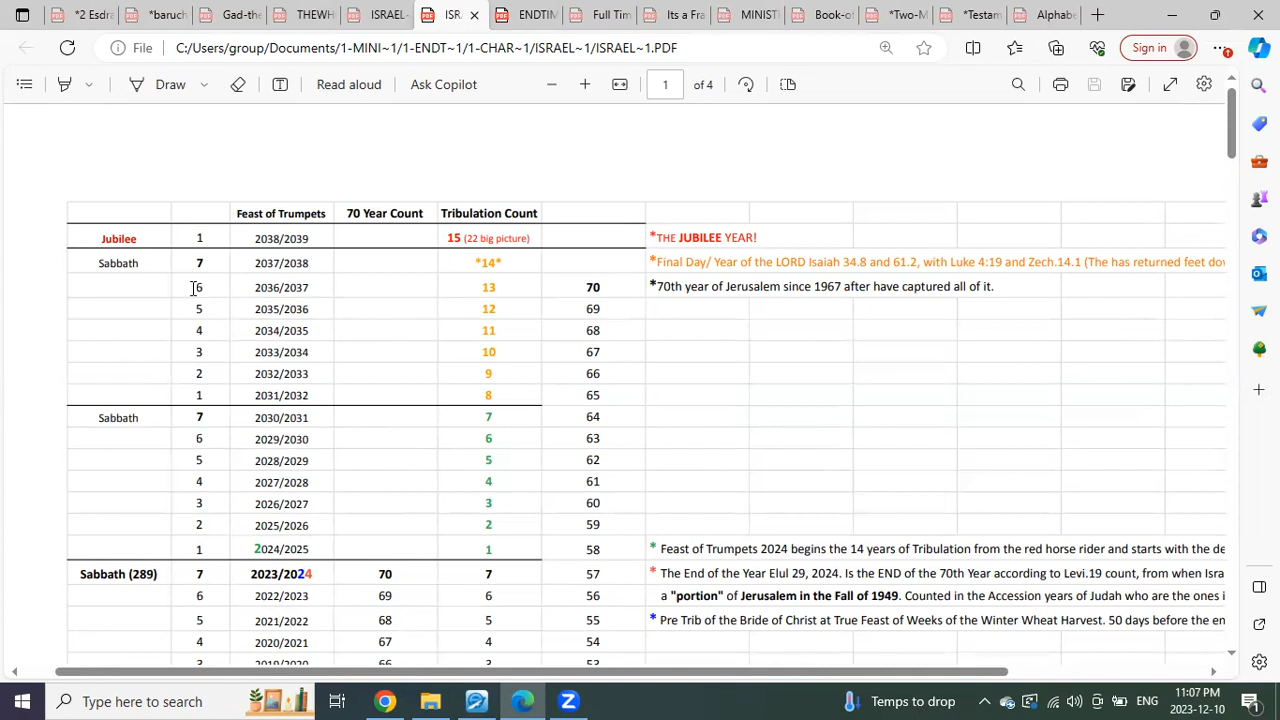 *2 Esdra
*baruch
Gad-the
THEWH
ISRAEL-
ISR
ENDTIM
Full Tim
Its a Fra
MINISTI
Book-of
*Two-M
*Testam
Alphabe
File C:/Users/group/Documents/1-MINI~1/1-ENDT~1/1-CHAR~1/ISRAEL~1/ISRAEL~1.PDF Sign in
Draw Read aloud Ask Copilot 1 of 4
Feast of Trumpets 70 Year Count Tribulation Count
Jubilee 1 2038/2039 15 (22 big picture) *THE JUBILEE YEAR!
Sabbath 7 2037/2038 *14* *Final Day/ Year of the LORD Isaiah 34.8 and 61.2, with Luke 4:19 and Zech.14.1 (The has returned feet dov
6 2036/2037 13 70 *70th year of Jerusalem since 1967 after have captured all of it.
5 2035/2036 12 69
4 2034/2035 11 68
3 2033/2034 10 67
2 2032/2033 9 66
1 2031/2032 8 65
Sabbath 7 2030/2031 7 64
6 2029/2030 6 63
5 2028/2029 5 62
4 2027/2028 4 61
3 2026/2027 3 60
2 2025/2026 2 59
1 2024/2025 1 58 * Feast of Trumpets 2024 begins the 14 years of Tribulation from the red horse rider and starts with the de
Sabbath (289) 7 2023/2024 70 7 57 * The End of the Year Elul 29, 2024. Is the END of the 70th Year according to Levi.19 count, from when Isra
6 2022/2023 69 6 56 a "portion" of Jerusalem in the Fall of 1949. Counted in the Accession years of Judah who are the ones i
5 2021/2022 68 5 55 * Pre Trib of the Bride of Christ at True Feast of Weeks of the Winter Wheat Harvest. 50 days before the en
4 2020/2021 67 4 54
3 2019/2020 66 3 53
Type here to search Temps to drop ENG 11:07 PM
2023-12-10